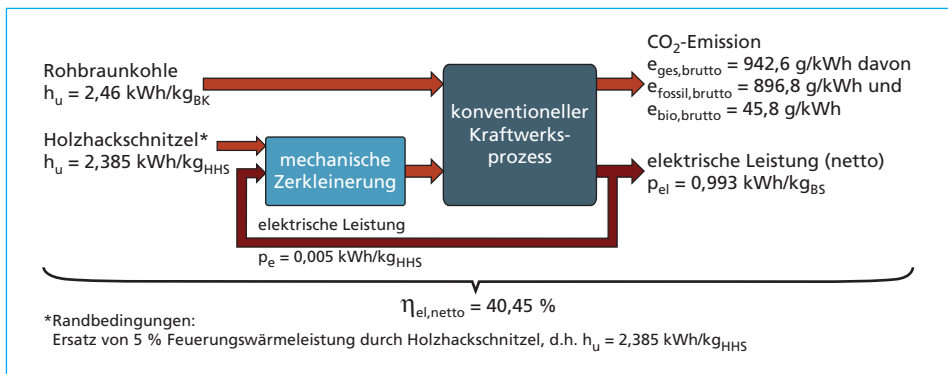 Rohbraunkohle
h_u = 2,46 kWh/kg_BK
Holzhackschnitzel*
h_u = 2,385 kWh/kg_HHS
mechanische
Zerkleinerung
konventioneller
Kraftwerks-
prozess
CO₂-Emission
e_ges,brutto = 942,6 g/kWh davon
e_fossil,brutto = 896,8 g/kWh und
e_bio,brutto = 45,8 g/kWh
elektrische Leistung (netto)
p_el = 0,993 kWh/kg_BS
elektrische Leistung
p_e = 0,005 kWh/kg_HHS
η_el,netto = 40,45 %
*Randbedingungen:
Ersatz von 5 % Feuerungswärmeleistung durch Holzhackschnitzel, d.h. h_u = 2,385 kWh/kg_HHS